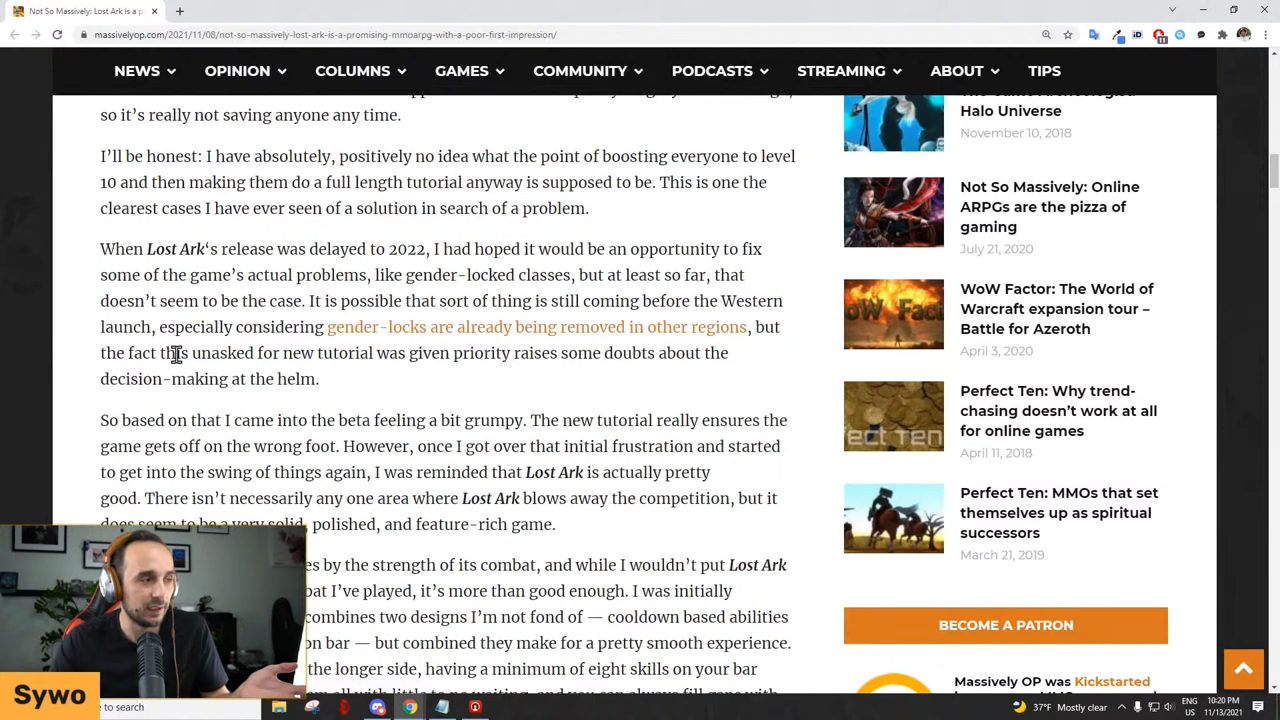 Not So Massively: Lost Ark is a p
massivelyop.com/2021/11/08/not-so-massively-lost-ark-is-a-promising-mmoarpg-with-a-poor-first-impression/
NEWS OPINION COLUMNS GAMES COMMUNITY PODCASTS STREAMING ABOUT TIPS
so it's really not saving anyone any time.
I'll be honest: I have absolutely, positively no idea what the point of boosting everyone to level
10 and then making them do a full length tutorial anyway is supposed to be. This is one the
clearest cases I have ever seen of a solution in search of a problem.
When Lost Ark‘s release was delayed to 2022, I had hoped it would be an opportunity to fix
some of the game's actual problems, like gender-locked classes, but at least so far, that
doesn't seem to be the case. It is possible that sort of thing is still coming before the Western
launch, especially considering gender-locks are already being removed in other regions, but
the fact this unasked for new tutorial was given priority raises some doubts about the
decision-making at the helm.
So based on that I came into the beta feeling a bit grumpy. The new tutorial really ensures the
game gets off on the wrong foot. However, once I got over that initial frustration and started
to get into the swing of things again, I was reminded that Lost Ark is actually pretty
good. There isn't necessarily any one area where Lost Ark blows away the competition, but it
does seem to be a very solid, polished, and feature-rich game.
es by the strength of its combat, and while I wouldn't put Lost Ark
bat I've played, it's more than good enough. I was initially
combines two designs I'm not fond of — cooldown based abilities
on bar — but combined they make for a pretty smooth experience.
the longer side, having a minimum of eight skills on your bar
Halo Universe
November 10, 2018
Not So Massively: Online
ARPGs are the pizza of
gaming
July 21, 2020
WoW Factor: The World of
Warcraft expansion tour –
Battle for Azeroth
April 3, 2020
Perfect Ten: Why trend-
chasing doesn't work at all
for online games
April 11, 2018
Perfect Ten: MMOs that set
themselves up as spiritual
successors
March 21, 2019
BECOME A PATRON
Massively OP was Kickstarted
Sywo
e to search
37°F Mostly clear
ENG
US
10:20 PM
11/13/2021